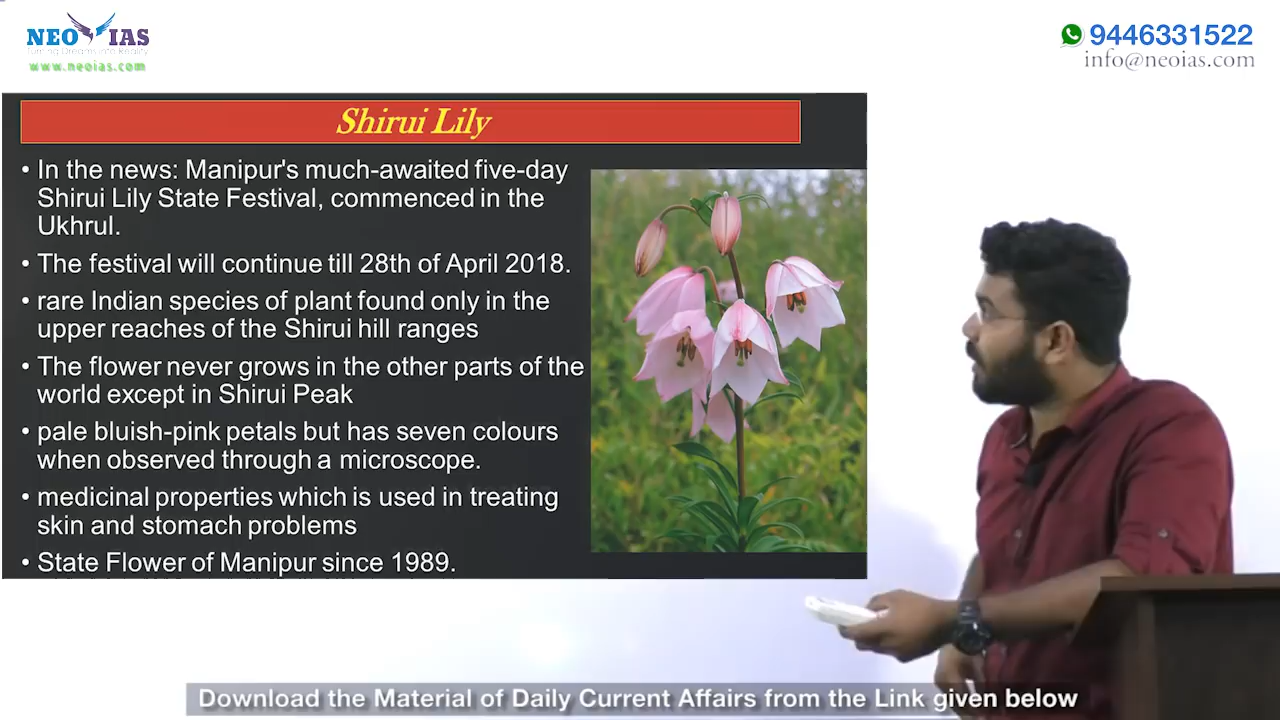 NEO IAS
Turning Dreams into Reality
www.neoias.com
9446331522
info@neoias.com
Shirui Lily
• In the news: Manipur's much-awaited five-day
Shirui Lily State Festival, commenced in the
Ukhrul.
• The festival will continue till 28th of April 2018.
• rare Indian species of plant found only in the
upper reaches of the Shirui hill ranges
• The flower never grows in the other parts of the
world except in Shirui Peak
• pale bluish-pink petals but has seven colours
when observed through a microscope.
• medicinal properties which is used in treating
skin and stomach problems
• State Flower of Manipur since 1989.
Download the Material of Daily Current Affairs from the Link given below